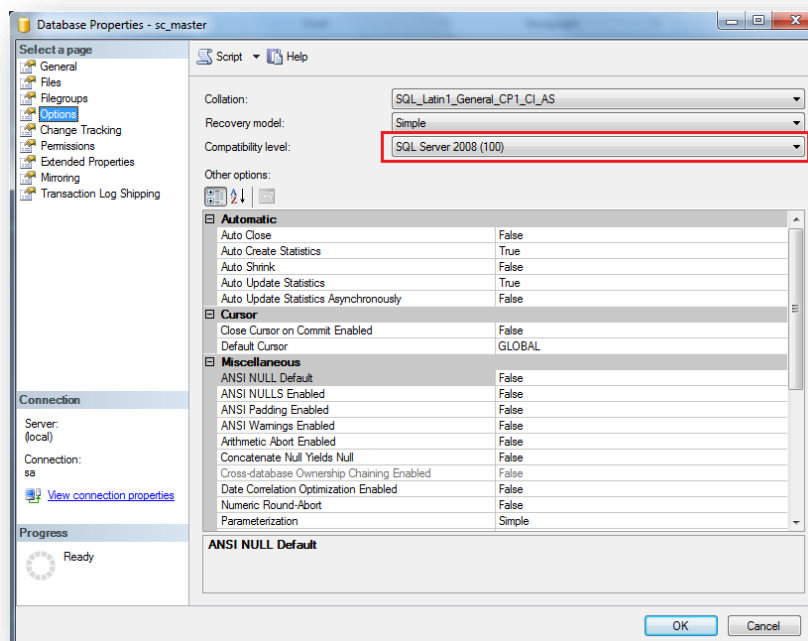 Database Properties - sc_master
Select a page
General
Files
Filegroups
Options
Change Tracking
Permissions
Extended Properties
Mirroring
Transaction Log Shipping
Connection
Server:
(local)
Connection:
sa
View connection properties
Progress
Ready
Script Help
Collation: SQL_Latin1_General_CP1_CI_AS
Recovery model: Simple
Compatibility level: SQL Server 2008 (100)
Other options:
Automatic
Auto Close False
Auto Create Statistics True
Auto Shrink False
Auto Update Statistics True
Auto Update Statistics Asynchronously False
Cursor
Close Cursor on Commit Enabled False
Default Cursor GLOBAL
Miscellaneous
ANSI NULL Default False
ANSI NULLS Enabled False
ANSI Padding Enabled False
ANSI Warnings Enabled False
Arithmetic Abort Enabled False
Concatenate Null Yields Null False
Cross-database Ownership Chaining Enabled False
Date Correlation Optimization Enabled False
Numeric Round-Abort False
Parameterization Simple
ANSI NULL Default
OK Cancel